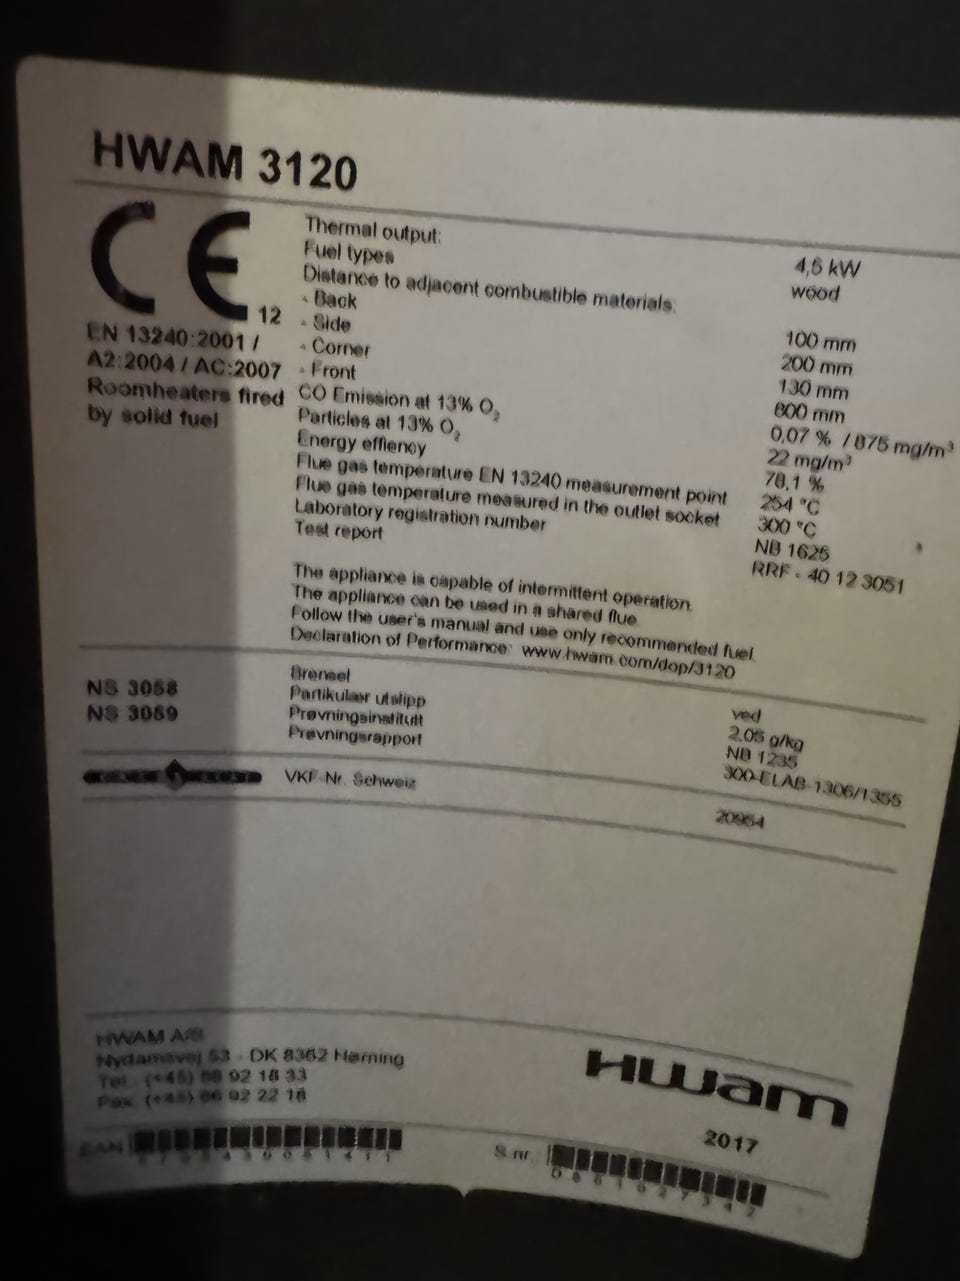 HWAM 3120
CE
12
EN 13240:2001 /
A2:2004 / AC:2007
Roomheaters fired
by solid fuel
Thermal output: 4,5 kW
Fuel types wood
Distance to adjacent combustible materials:
- Back 100 mm
- Side 200 mm
- Corner 130 mm
- Front 800 mm
CO Emission at 13% O₂ 0,07 % / 875 mg/m³
Particles at 13% O₂ 22 mg/m³
Energy effiency 78,1 %
Flue gas temperature EN 13240 measurement point 254 °C
Flue gas temperature measured in the outlet socket 300 °C
Laboratory registration number NB 1625
Test report RRF - 40 12 3051
The appliance is capable of intermittent operation.
The appliance can be used in a shared flue
Follow the user's manual and use only recommended fuel
Declaration of Performance: www.hwam.com/dop/3120
NS 3058
NS 3059
Brensel ved
Partikulær utslipp 2,05 g/kg
Prøvningsinstitutt NB 1235
Prøvningsrapport 300-ELAB-1306/1355
VKF-Nr. Schweiz 20954
HWAM A/S
Nydamsvej 53 - DK 8362 Hørning
Tel (+45) 86 92 18 33
Fax (+45) 86 92 22 18
Hwam
2017
EAN
S.nr.